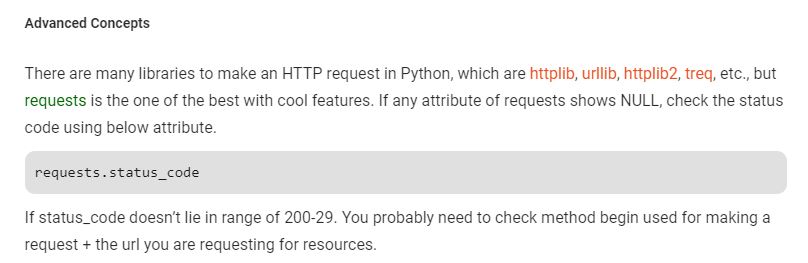 Advanced Concepts
There are many libraries to make an HTTP request in Python, which are httplib, urllib, httplib2, treq, etc., but
requests is the one of the best with cool features. If any attribute of requests shows NULL, check the status
code using below attribute.
requests.status_code
If status_code doesn’t lie in range of 200-29. You probably need to check method begin used for making a
request + the url you are requesting for resources.